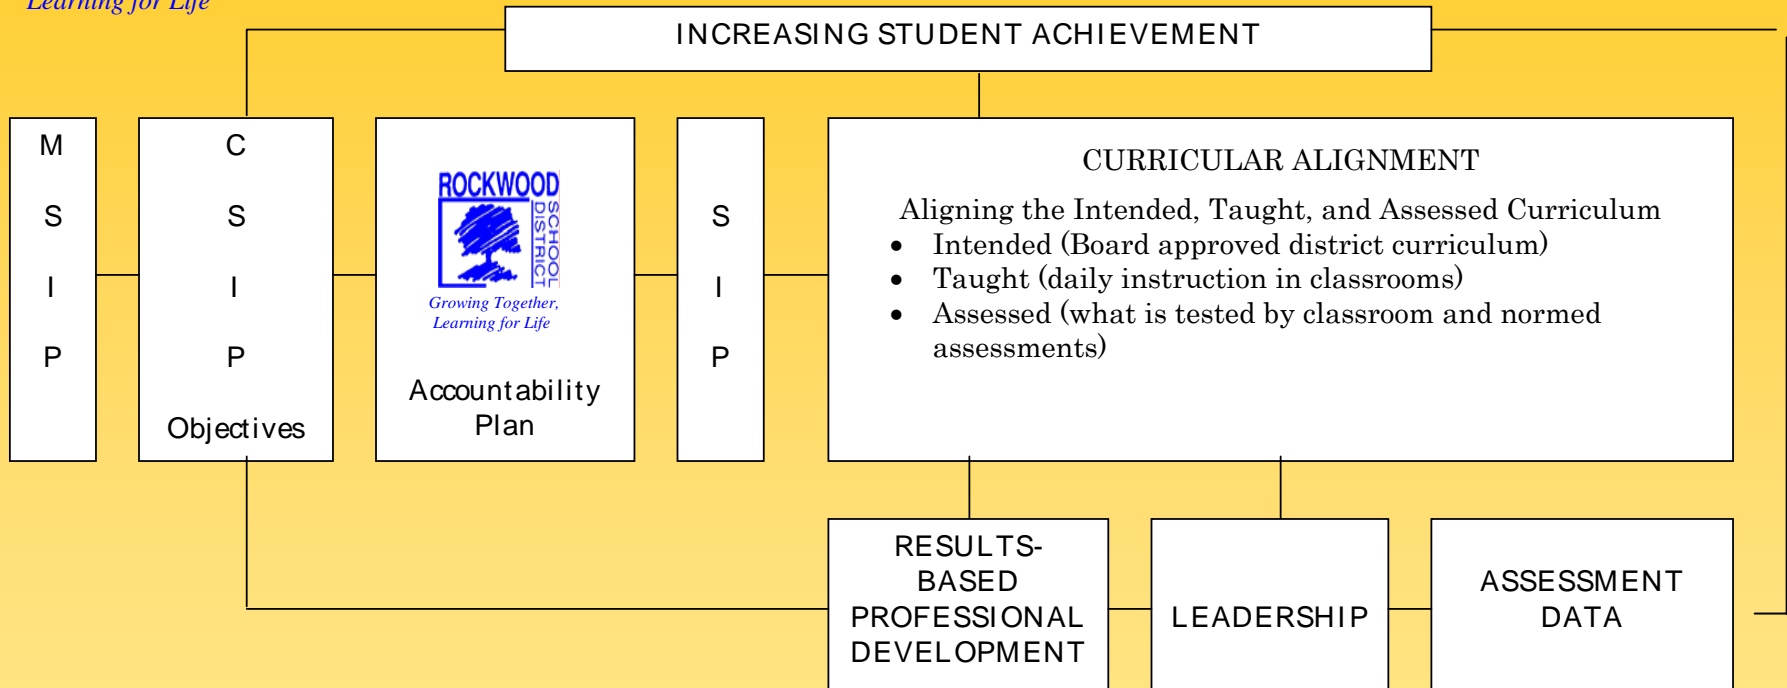 Learning for Life
INCREASING STUDENT ACHIEVEMENT
M
S
I
P
C
S
I
P
Objectives
ROCKWOOD
SCHOOL
DISTRICT
Growing Together,
Learning for Life
Accountability
Plan
S
I
P
CURRICULAR ALIGNMENT
Aligning the Intended, Taught, and Assessed Curriculum
• Intended (Board approved district curriculum)
• Taught (daily instruction in classrooms)
• Assessed (what is tested by classroom and normed
assessments)
RESULTS-
BASED
PROFESSIONAL
DEVELOPMENT
LEADERSHIP
ASSESSMENT
DATA